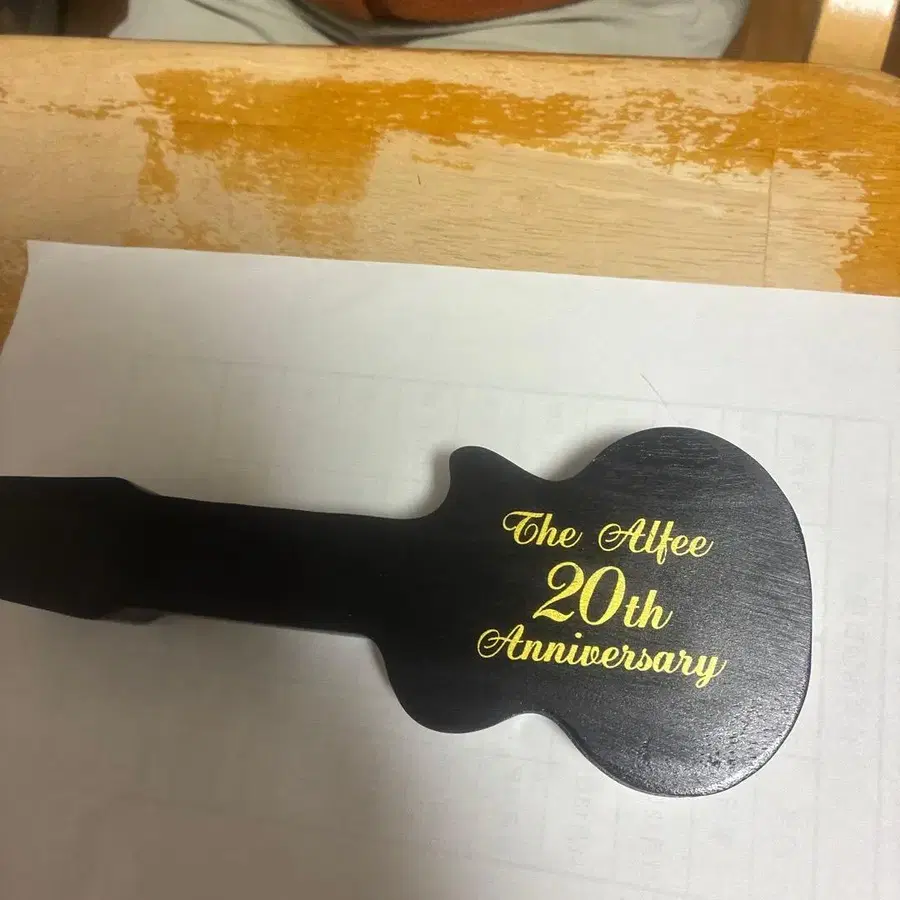 The Alfee
20th
Anniversary